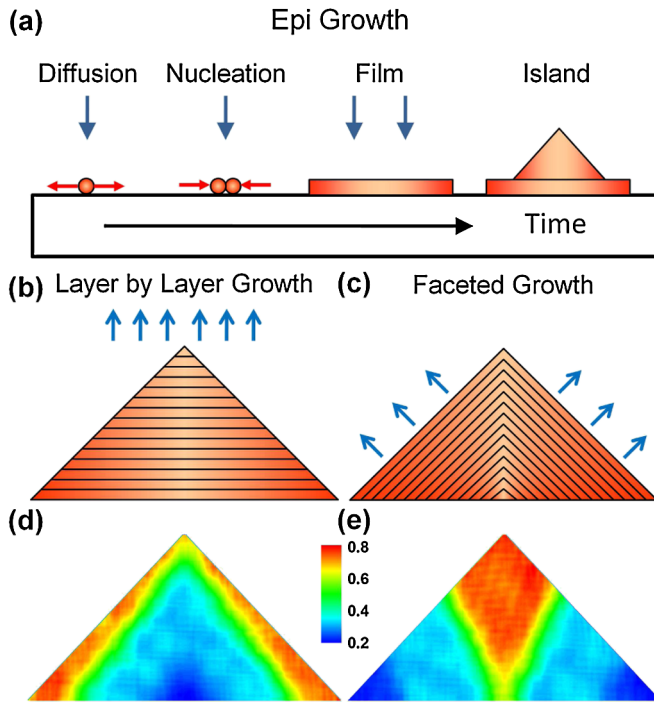 (a)
Epi Growth
Diffusion Nucleation Film Island
Time
(b) Layer by Layer Growth
(c) Faceted Growth
(d)
(e)
0.8
0.6
0.4
0.2